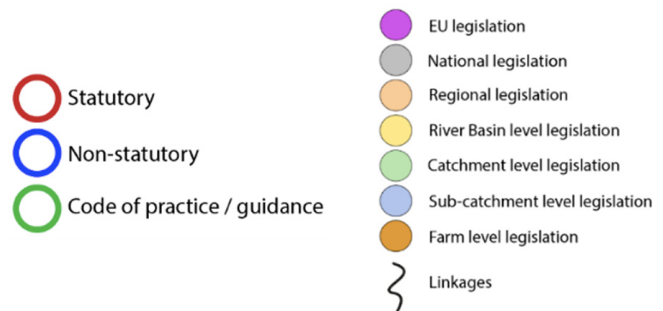 Statutory
Non-statutory
Code of practice / guidance
EU legislation
National legislation
Regional legislation
River Basin level legislation
Catchment level legislation
Sub-catchment level legislation
Farm level legislation
Linkages